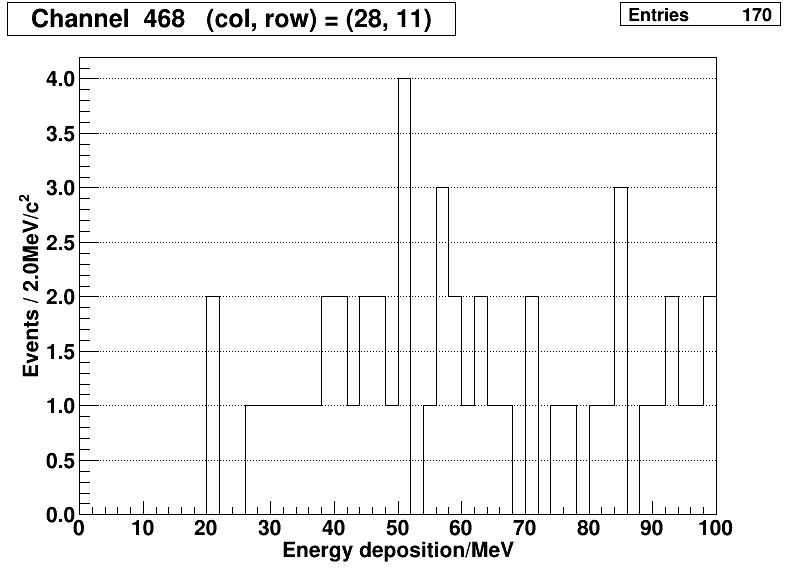 Channel 468 (col, row) = (28, 11)
Entries 170
4.0
3.5
3.0
2.5
2.0
1.5
1.0
0.5
0.0
Events / 2.0MeV/c²
0 10 20 30 40 50 60 70 80 90 100
Energy deposition/MeV